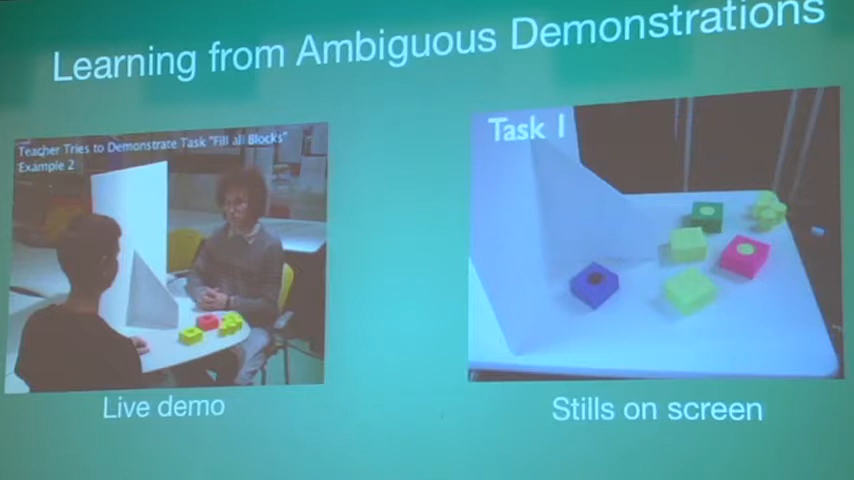 Learning from Ambiguous Demonstrations
Teacher Tries to Demonstrate Task "Fill all Blocks"
Example 2
Task 1
Live demo
Stills on screen